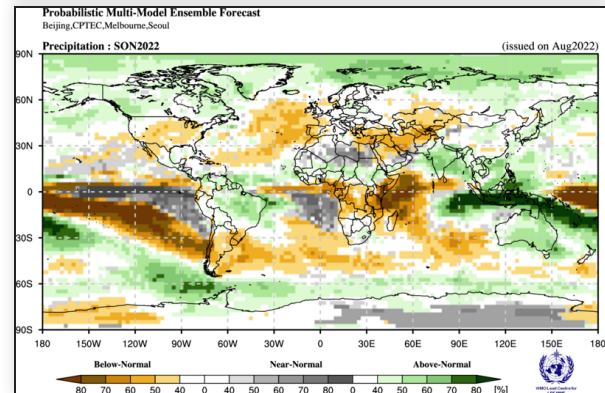 Probabilistic Multi-Model Ensemble Forecast
Beijing,CPTEC,Melbourne,Seoul
Precipitation : SON2022 (issued on Aug2022)
90N
60N
30N
0
30S
60S
90S
180 150W 120W 90W 60W 30W 0 30E 60E 90E 120E 150E 180
Below-Normal Near-Normal Above-Normal
80 70 60 50 40 0 40 50 60 70 80 0 40 50 60 70 80 [%]